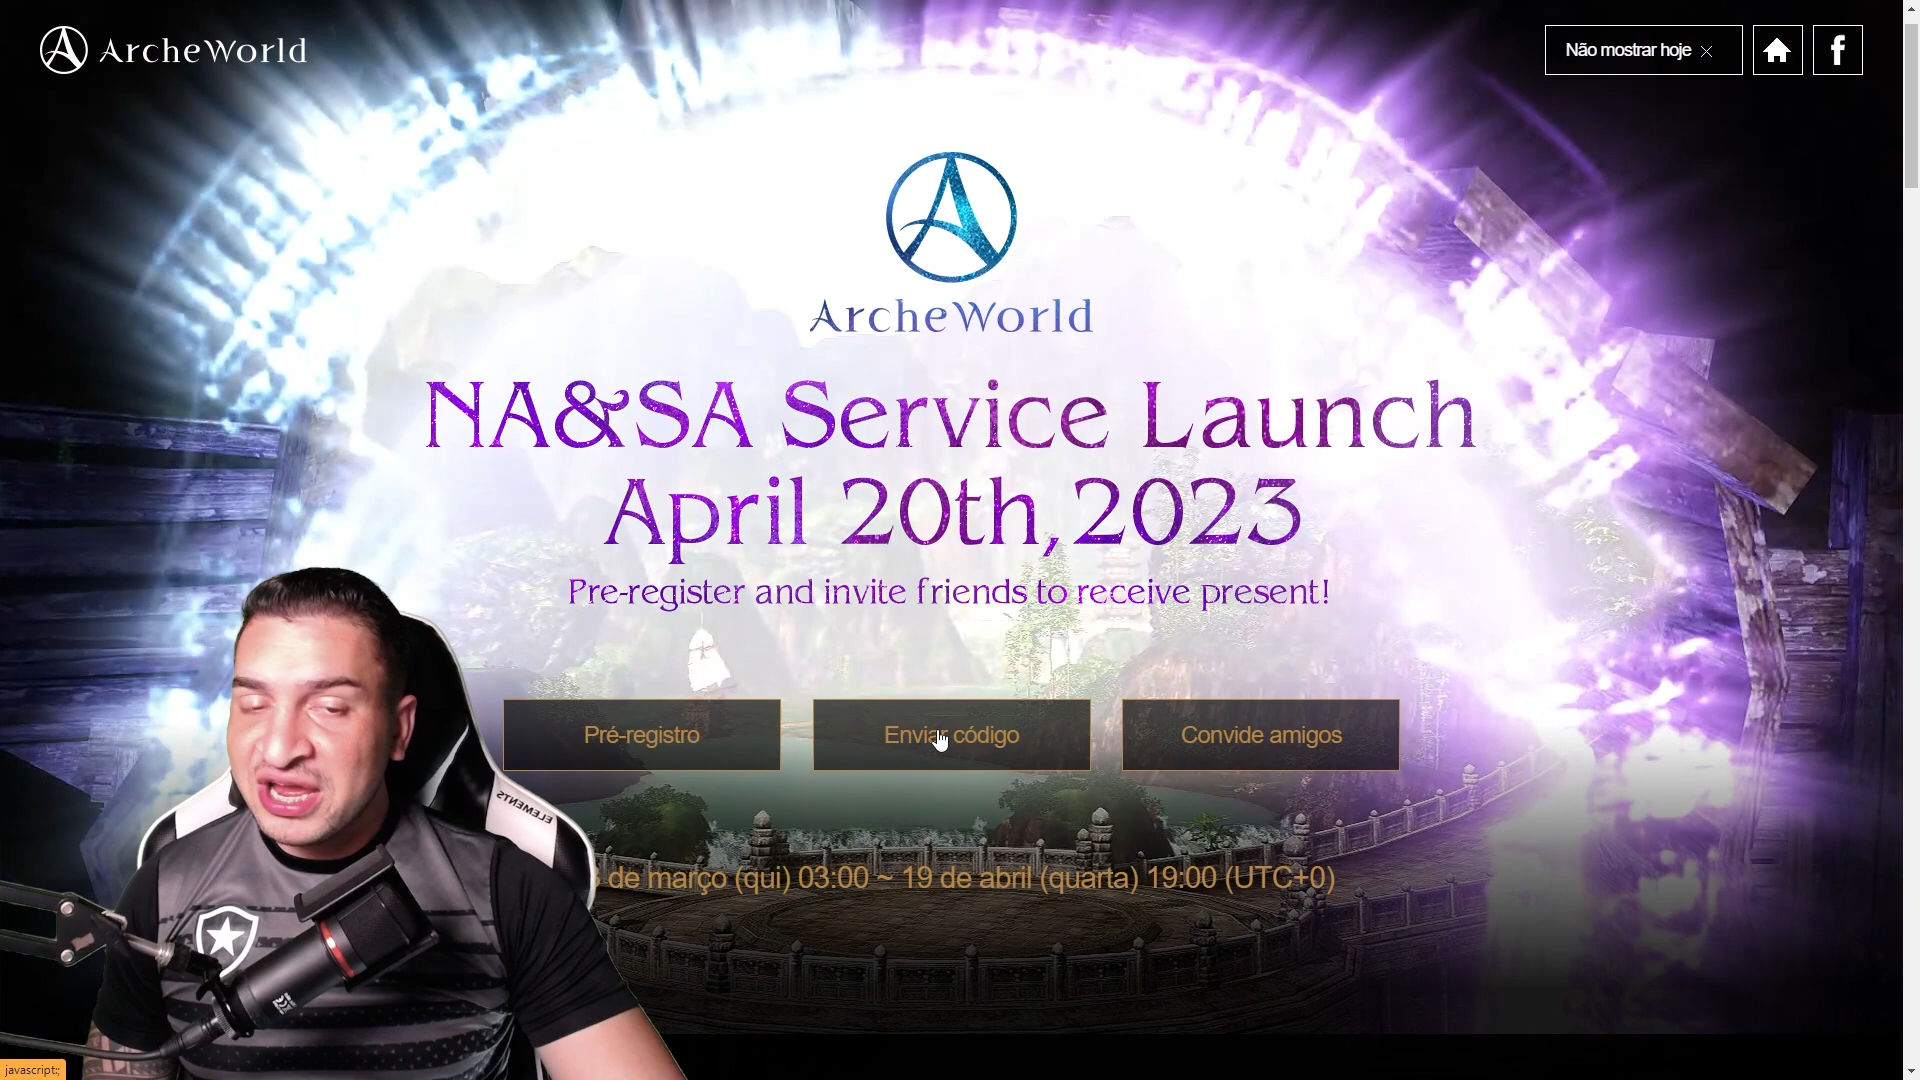 ArcheWorld
Não mostrar hoje
ArcheWorld
NA&SA Service Launch
April 20th, 2023
Pre-register and invite friends to receive present!
Pré-registro
Enviar código
Convide amigos
de março (qui) 03:00 ~ 19 de abril (quarta) 19:00 (UTC+0)
ELEMENTS
javascript:;